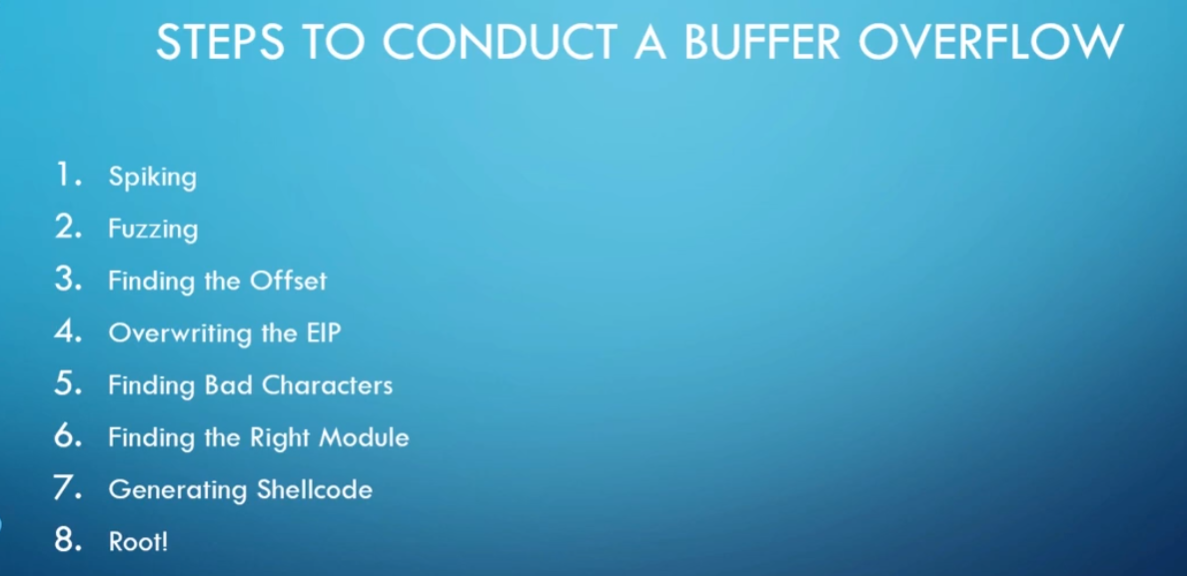 STEPS TO CONDUCT A BUFFER OVERFLOW
1. Spiking
2. Fuzzing
3. Finding the Offset
4. Overwriting the EIP
5. Finding Bad Characters
6. Finding the Right Module
7. Generating Shellcode
8. Root!